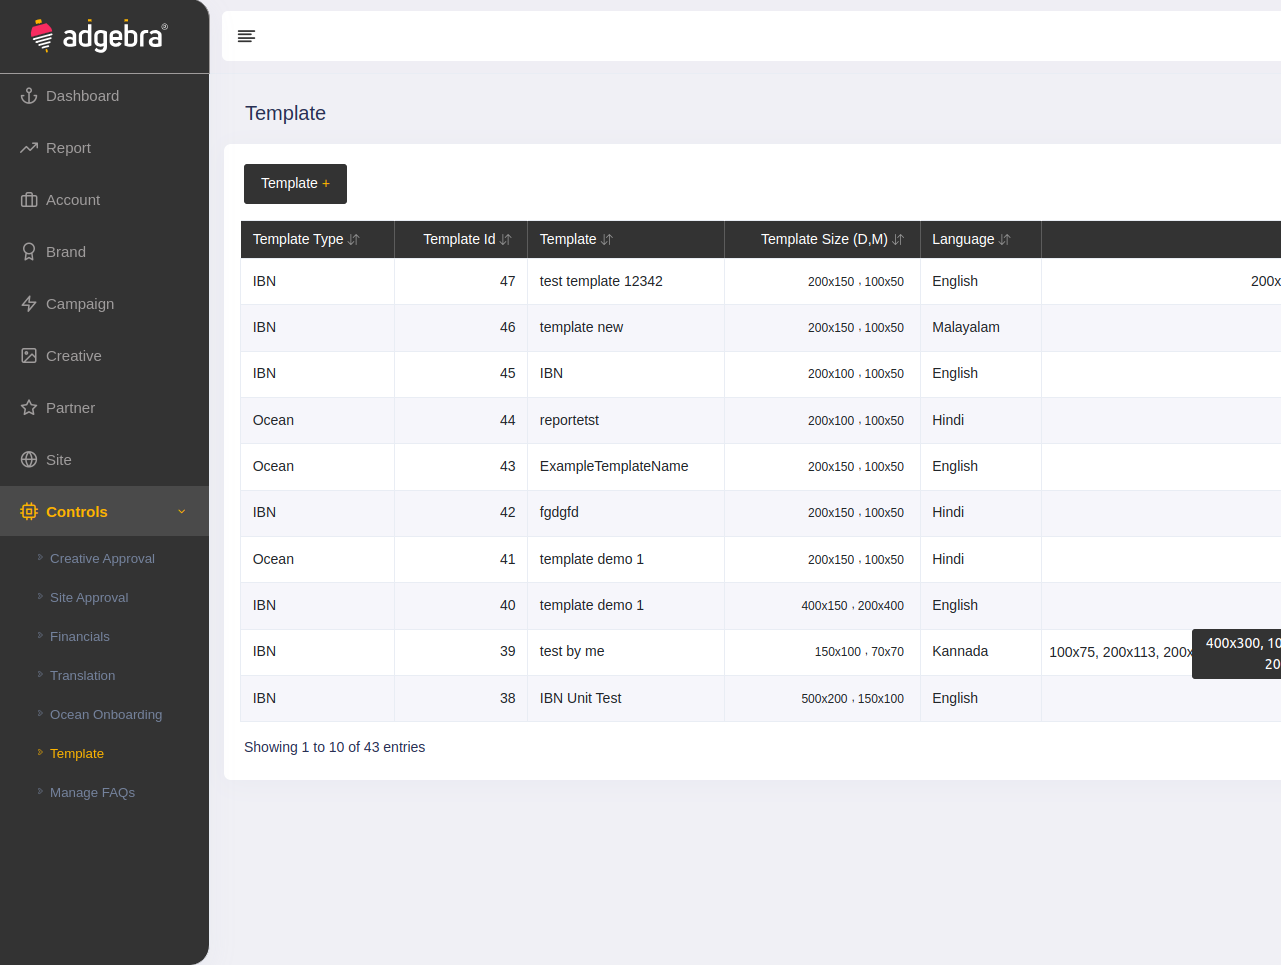 adgebra®
Dashboard
Report
Account
Brand
Campaign
Creative
Partner
Site
Controls
Creative Approval
Site Approval
Financials
Translation
Ocean Onboarding
Template
Manage FAQs
Template
Template +
Template Type Template Id Template Template Size (D,M) Language
IBN 47 test template 12342 200x150 , 100x50 English 200x
IBN 46 template new 200x150 , 100x50 Malayalam
IBN 45 IBN 200x100 , 100x50 English
Ocean 44 reportetst 200x100 , 100x50 Hindi
Ocean 43 ExampleTemplateName 200x150 , 100x50 English
IBN 42 fgdgfd 200x150 , 100x50 Hindi
Ocean 41 template demo 1 200x150 , 100x50 Hindi
IBN 40 template demo 1 400x150 , 200x400 English
IBN 39 test by me 150x100 , 70x70 Kannada 100x75, 200x113, 200x
400x300, 10
20
IBN 38 IBN Unit Test 500x200 , 150x100 English
Showing 1 to 10 of 43 entries